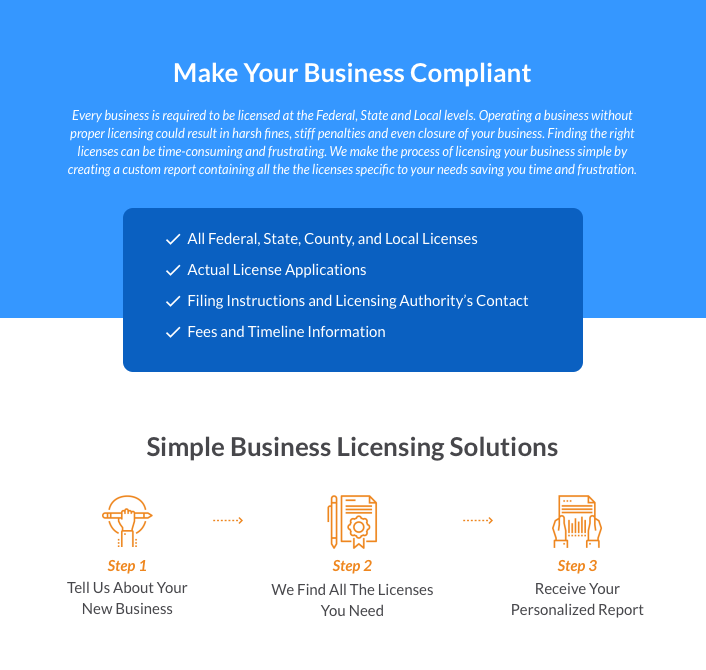 Make Your Business Compliant
Every business is required to be licensed at the Federal, State and Local levels. Operating a business without
proper licensing could result in harsh fines, stiff penalties and even closure of your business. Finding the right
licenses can be time-consuming and frustrating. We make the process of licensing your business simple by
creating a custom report containing all the the licenses specific to your needs saving you time and frustration.
All Federal, State, County, and Local Licenses
Actual License Applications
Filing Instructions and Licensing Authority's Contact
Fees and Timeline Information
Simple Business Licensing Solutions
Step 1
Tell Us About Your
New Business
Step 2
We Find All The Licenses
You Need
Step 3
Receive Your
Personalized Report